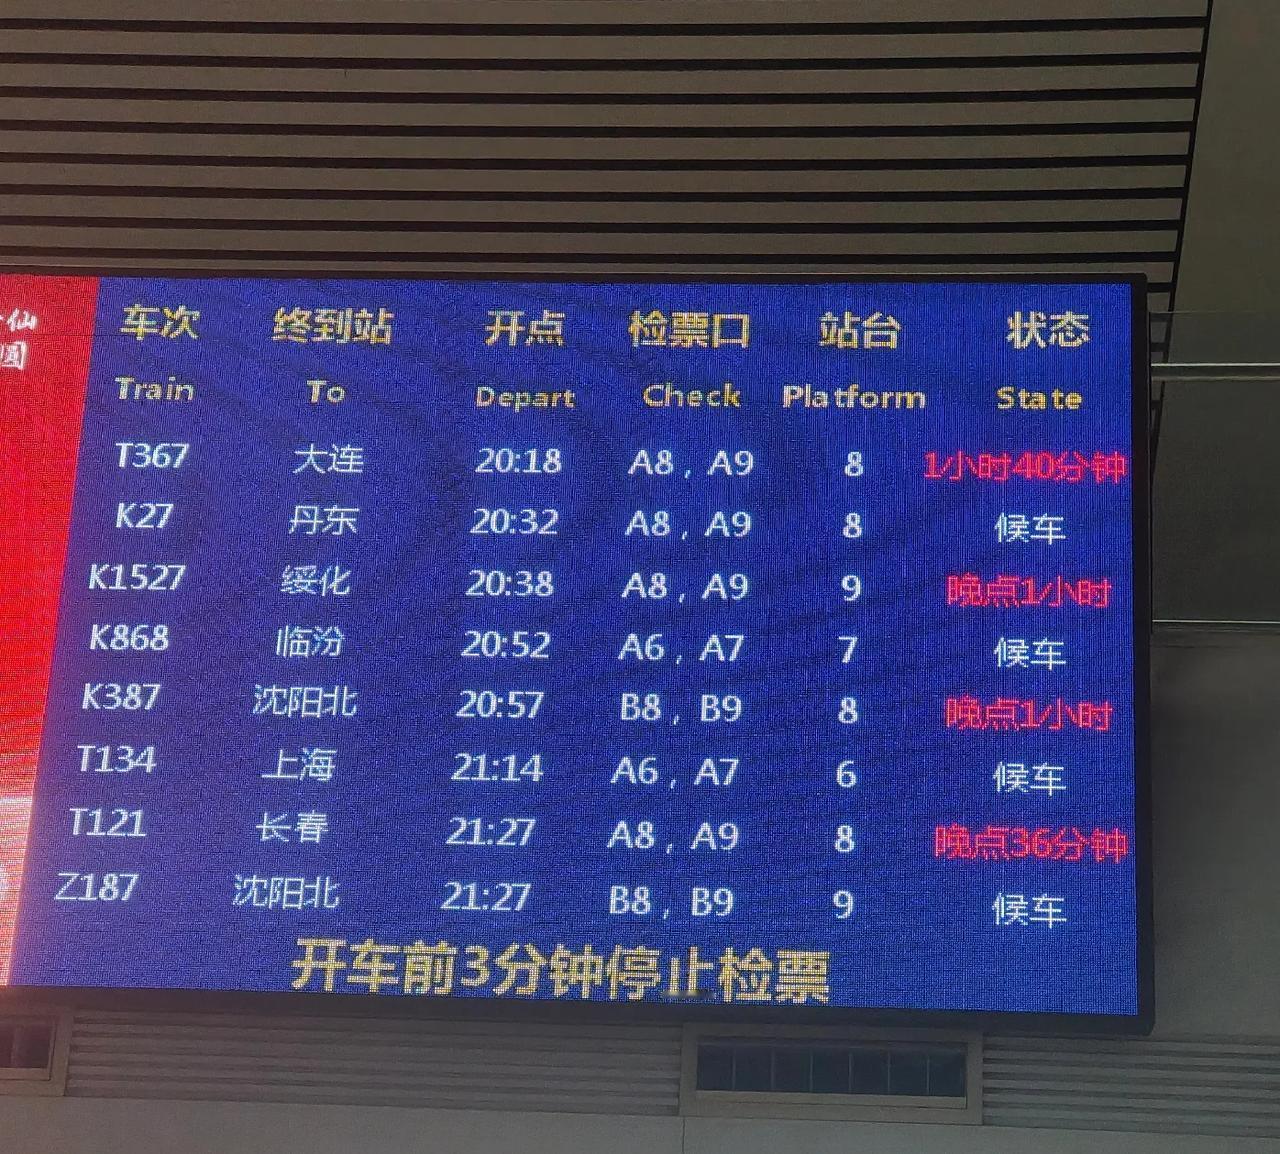 仙
圆
车次 终到站 开点 检票口 站台 状态
Train To Depart Check Platform State
T367 大连 20:18 A8，A9 8 1小时40分钟
K27 丹东 20:32 A8，A9 8 候车
K1527 绥化 20:38 A8，A9 9 晚点1小时
K868 临汾 20:52 A6，A7 7 候车
K387 沈阳北 20:57 B8，B9 8 晚点1小时
T134 上海 21:14 A6，A7 6 候车
T121 长春 21:27 A8，A9 8 晚点36分钟
Z187 沈阳北 21:27 B8，B9 9 候车
开车前3分钟停止检票